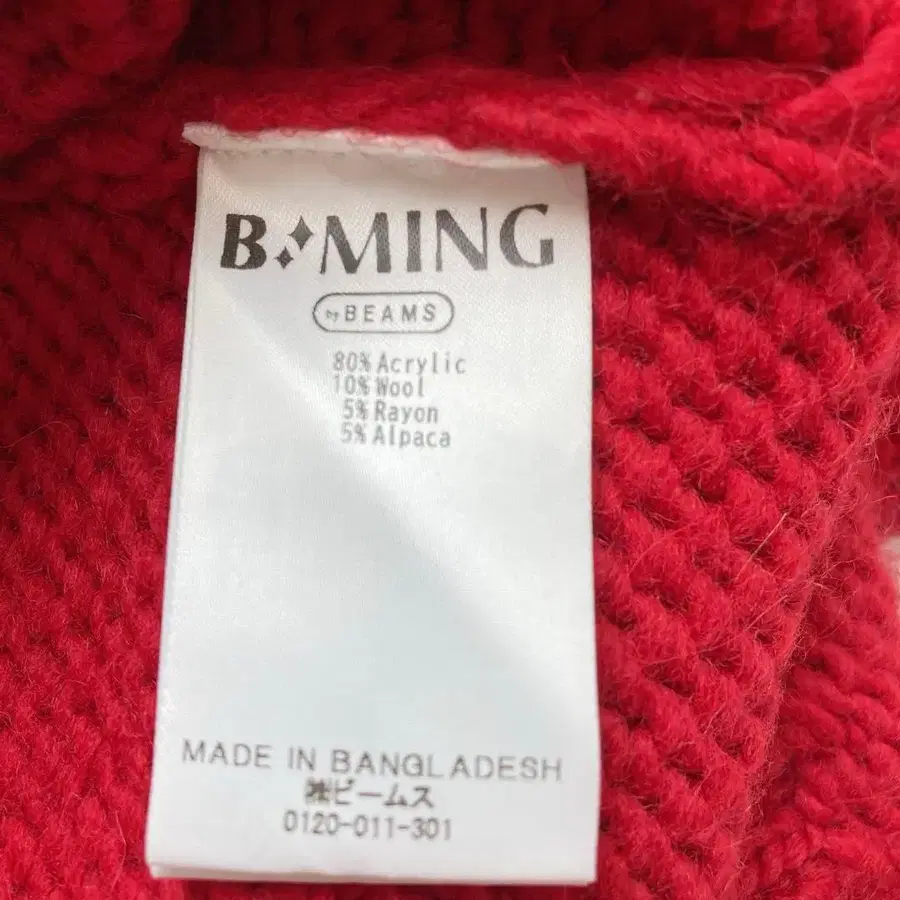 B MING
by BEAMS
80% Acrylic
10% Wool
5% Rayon
5% Alpaca
MADE IN BANGLADESH
㈱ビームス
0120-011-301